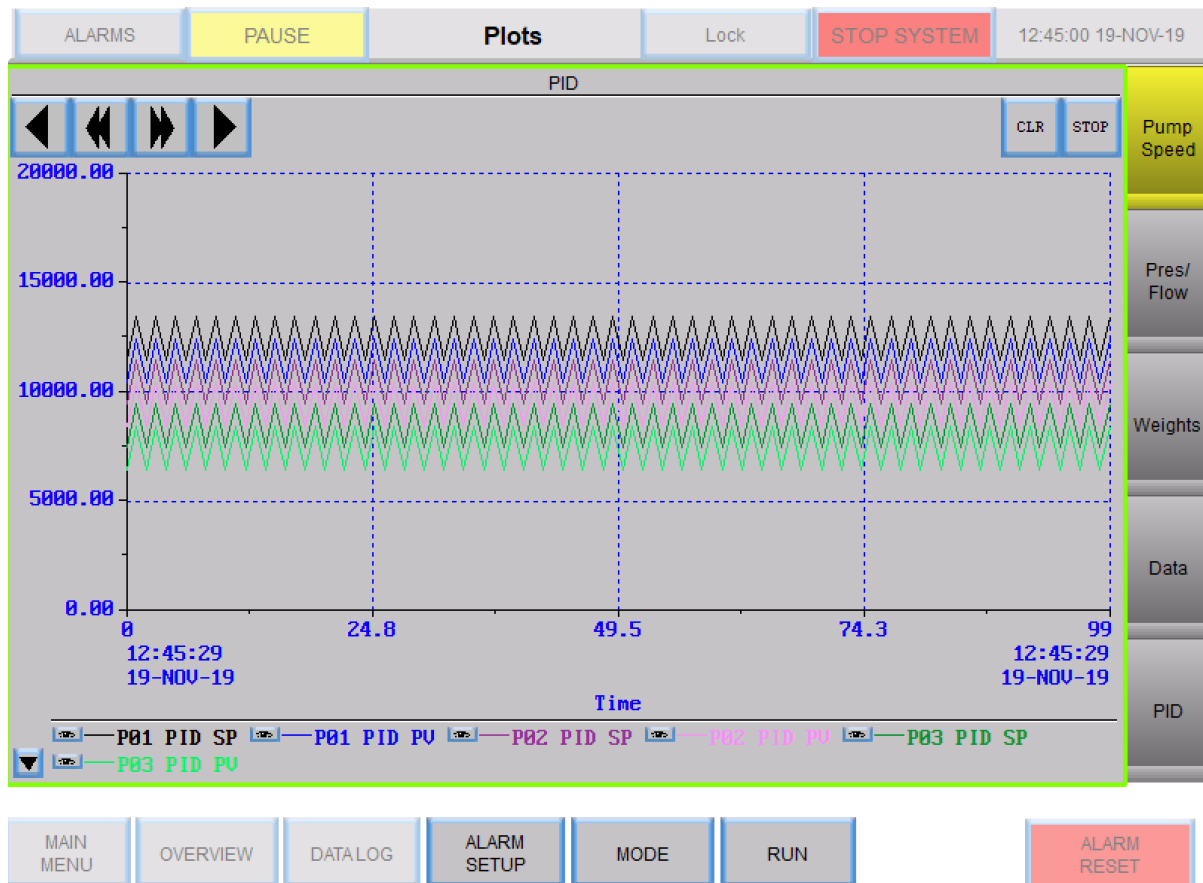 ALARMS PAUSE Plots Lock STOP SYSTEM 12:45:00 19-NOV-19
PID
CLR STOP
20000.00
15000.00
10000.00
5000.00
0.00
0 24.8 49.5 74.3 99
12:45:29 12:45:29
19-NOV-19 19-NOV-19
Time
P01 PID SP P01 PID PV P02 PID SP P02 PID PV P03 PID SP
P03 PID PV
Pump
Speed
Pres/
Flow
Weights
Data
PID
MAIN
MENU
OVERVIEW
DATALOG
ALARM
SETUP
MODE
RUN
ALARM
RESET